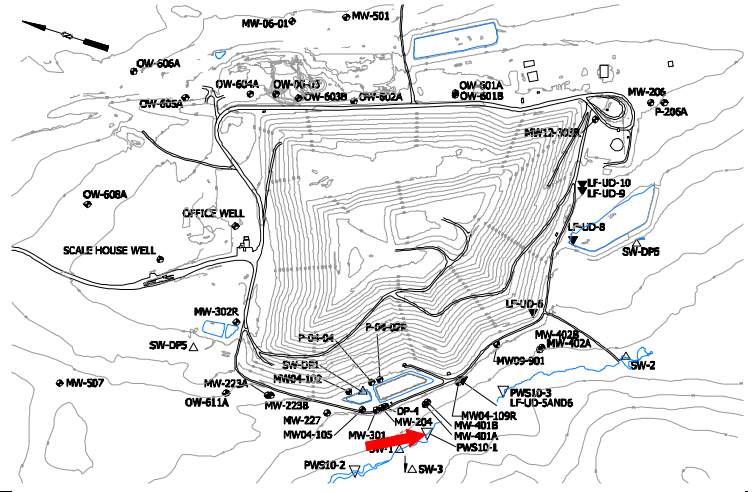 MW-06-01
MW-501
OW-606A
OW-604A
OW-603B
OW-602A
OW-601A
OW-601B
MW-206
P-206A
OW-605A
MW12-303R
LF-UD-10
LF-UD-9
OW-608A
OFFICE WELL
LF-UD-8
SW-DP6
SCALE HOUSE WELL
LF-UD-6
MW-302R
P-04-04
P-04-02R
MW-402B
MW-402A
SW-DP5
SW-DP1
MW09-901
SW-2
MW-507
MW-223A
OW-611A
MW-223B
PWS10-3
LF-UD-5AND6
MW-227
DP-4
MW-204
MW04-109R
MW-401B
MW-401A
MW04-105
MW-301
PWS10-1
SW-1
PWS10-2
SW-3